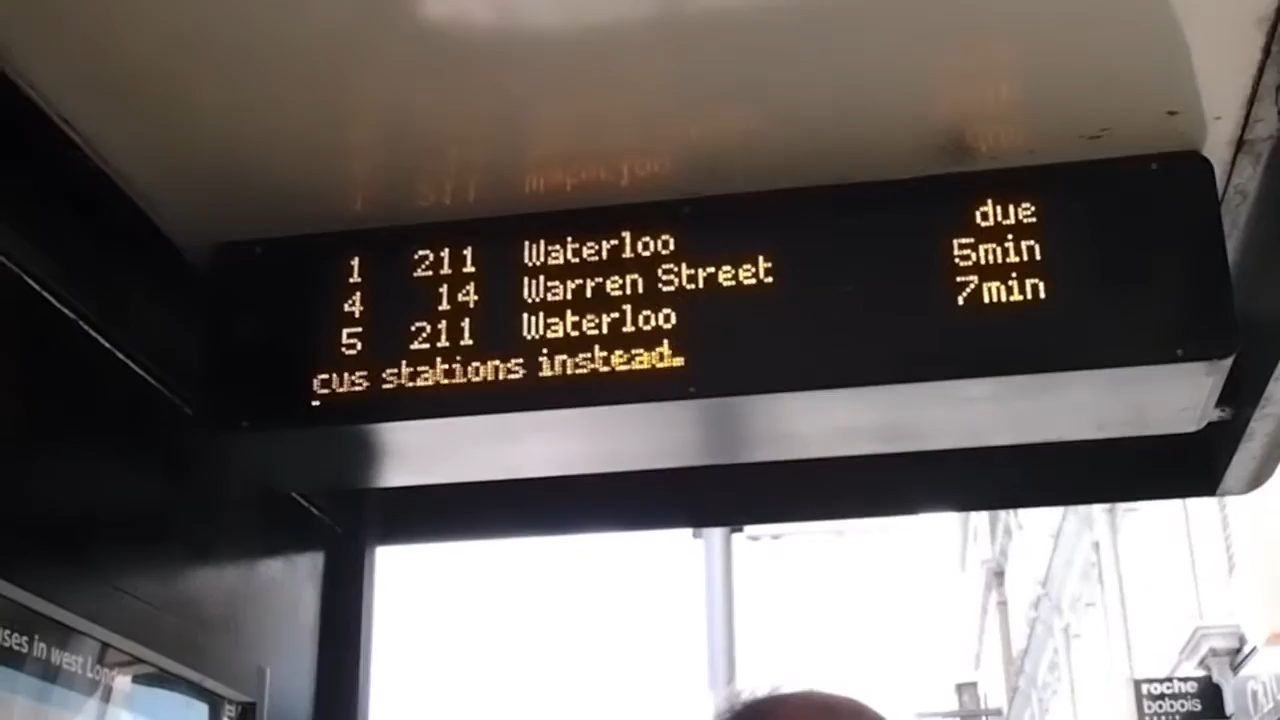 1 211 Waterloo due
4 14 Warren Street 5min
5 211 Waterloo 7min
cus stations instead.
uses in west Lond
roche
bobois